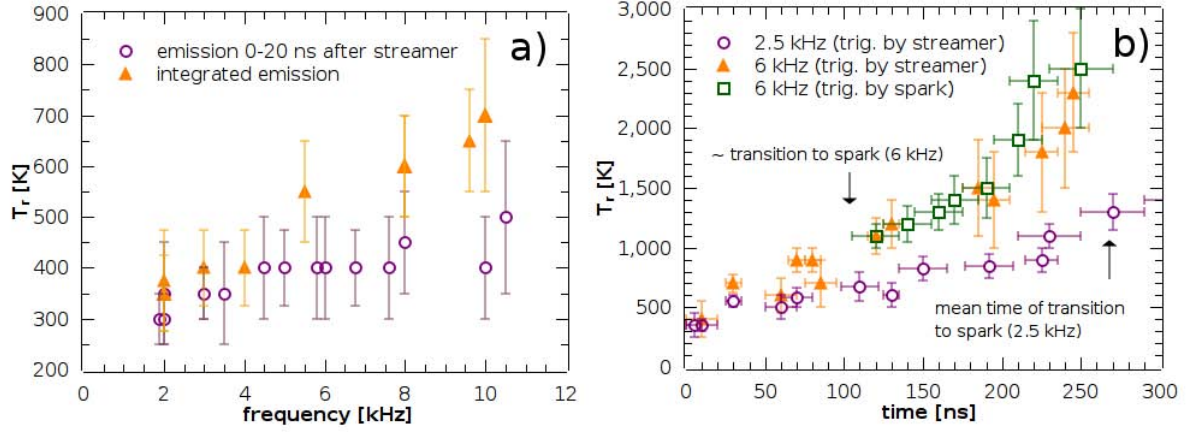 a)
emission 0-20 ns after streamer
integrated emission
900
800
700
600
500
400
300
200
0
2
4
6
8
10
12
Tr [K]
frequency [kHz]
b)
2.5 kHz (trig. by streamer)
6 kHz (trig. by streamer)
6 kHz (trig. by spark)
~ transition to spark (6 kHz)
mean time of transition
to spark (2.5 kHz)
3,000
2,500
2,000
1,500
1,000
500
0
0
50
100
150
200
250
300
Tr [K]
time [ns]